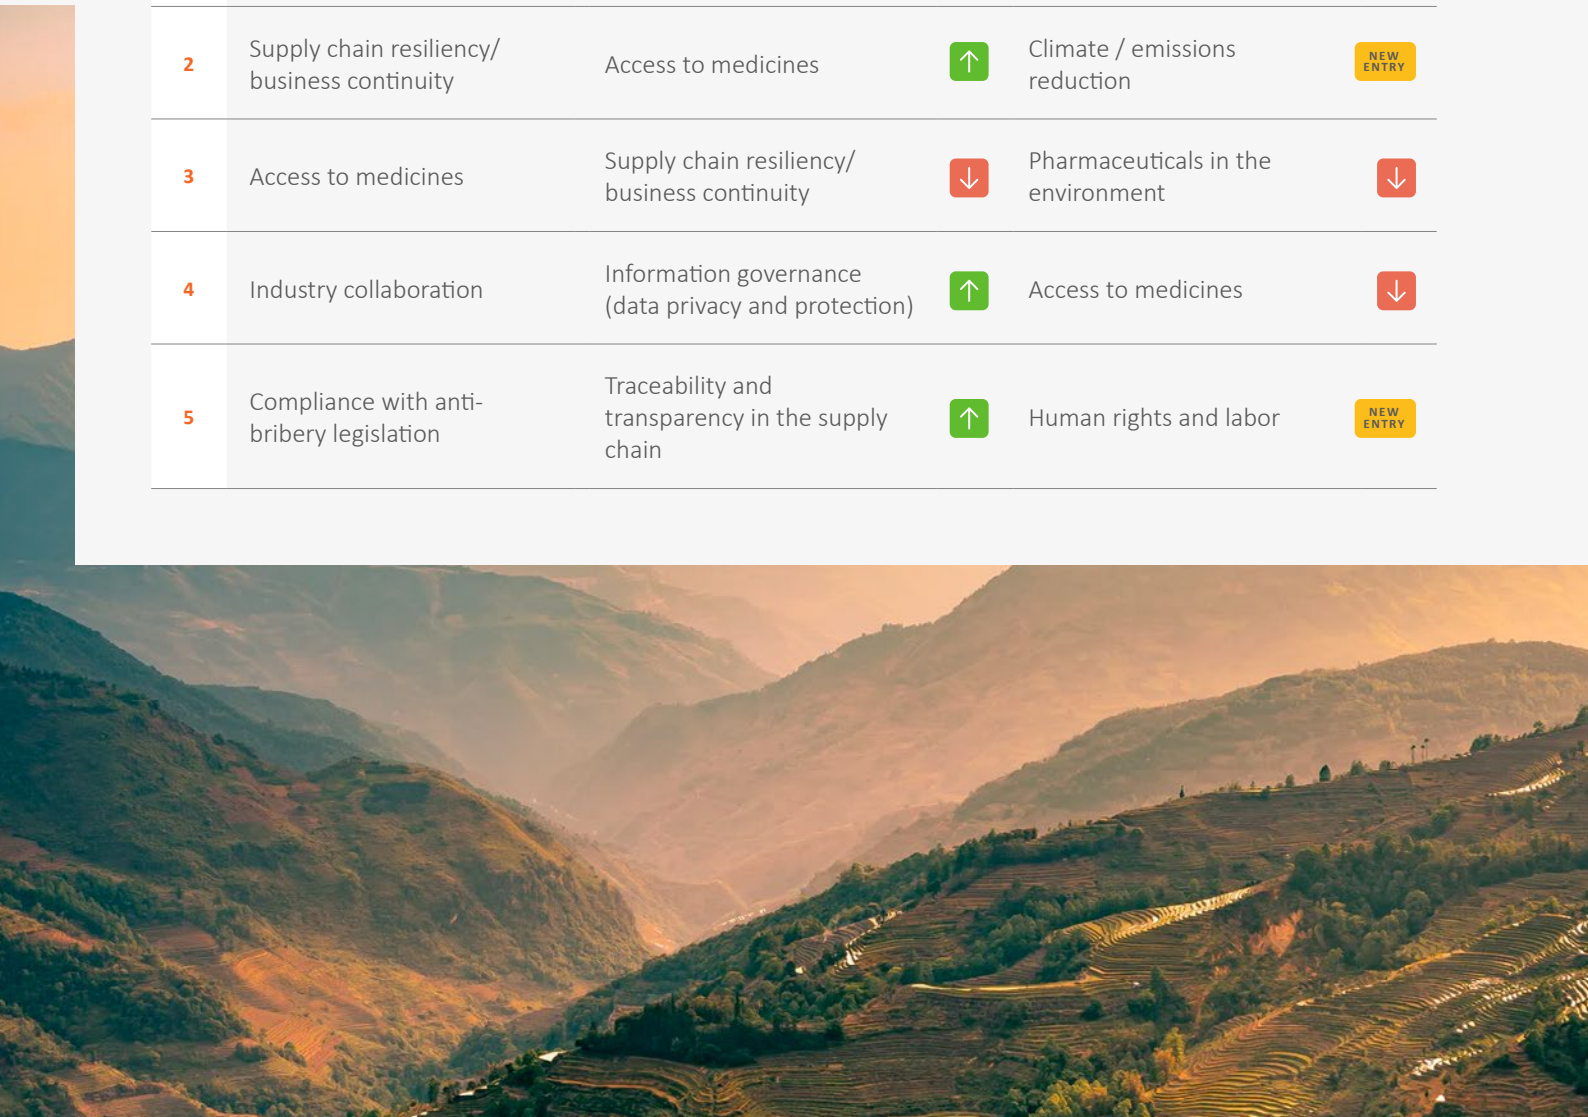 2
Supply chain resiliency/
business continuity
Access to medicines
Climate / emissions
reduction
NEW
ENTRY
3
Access to medicines
Supply chain resiliency/
business continuity
Pharmaceuticals in the
environment
4
Industry collaboration
Information governance
(data privacy and protection)
Access to medicines
5
Compliance with anti-
bribery legislation
Traceability and
transparency in the supply
chain
Human rights and labor
NEW
ENTRY